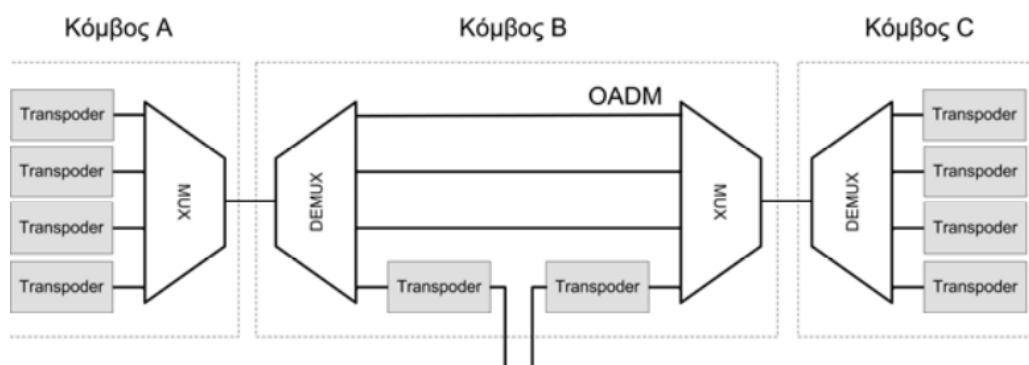 Κόμβος Α
Κόμβος Β
Κόμβος C
OADM
Transpoder
Transpoder
Transpoder
Transpoder
MUX
DEMUX
Transpoder
Transpoder
MUX
DEMUX
Transpoder
Transpoder
Transpoder
Transpoder